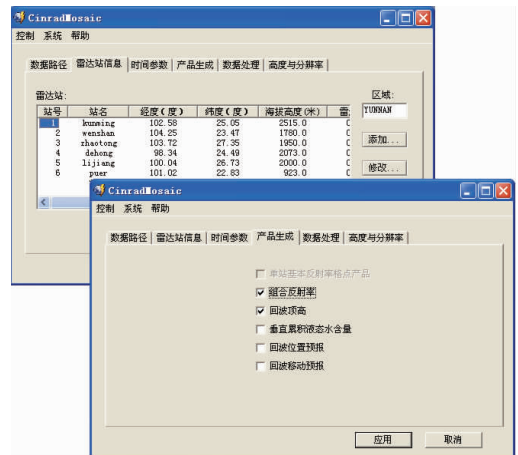 CinradMosaic
控制 系统 帮助
数据路径 雷达站信息 时间参数 产品生成 数据处理 高度与分辨率
雷达站: 区域:
站号 站名 经度(度) 纬度(度) 海拔高度(米) 雷
YUNNAN
1 kunming 102.58 25.05 2515.0
2 wenshan 104.25 23.47 1780.0
3 zhaotong 103.72 27.35 1950.0
添加...
4 dehong 98.34 24.49 2073.0
5 lijiang 100.04 26.73 2000.0
6 puer 101.02 22.83 923.0
修改...
CinradMosaic
控制 系统 帮助
数据路径 雷达站信息 时间参数 产品生成 数据处理 高度与分辨率
单站基本反射率格点产品
组合反射率
回波顶高
垂直累积液态水含量
回波位置预报
回波移动预报
应用 取消